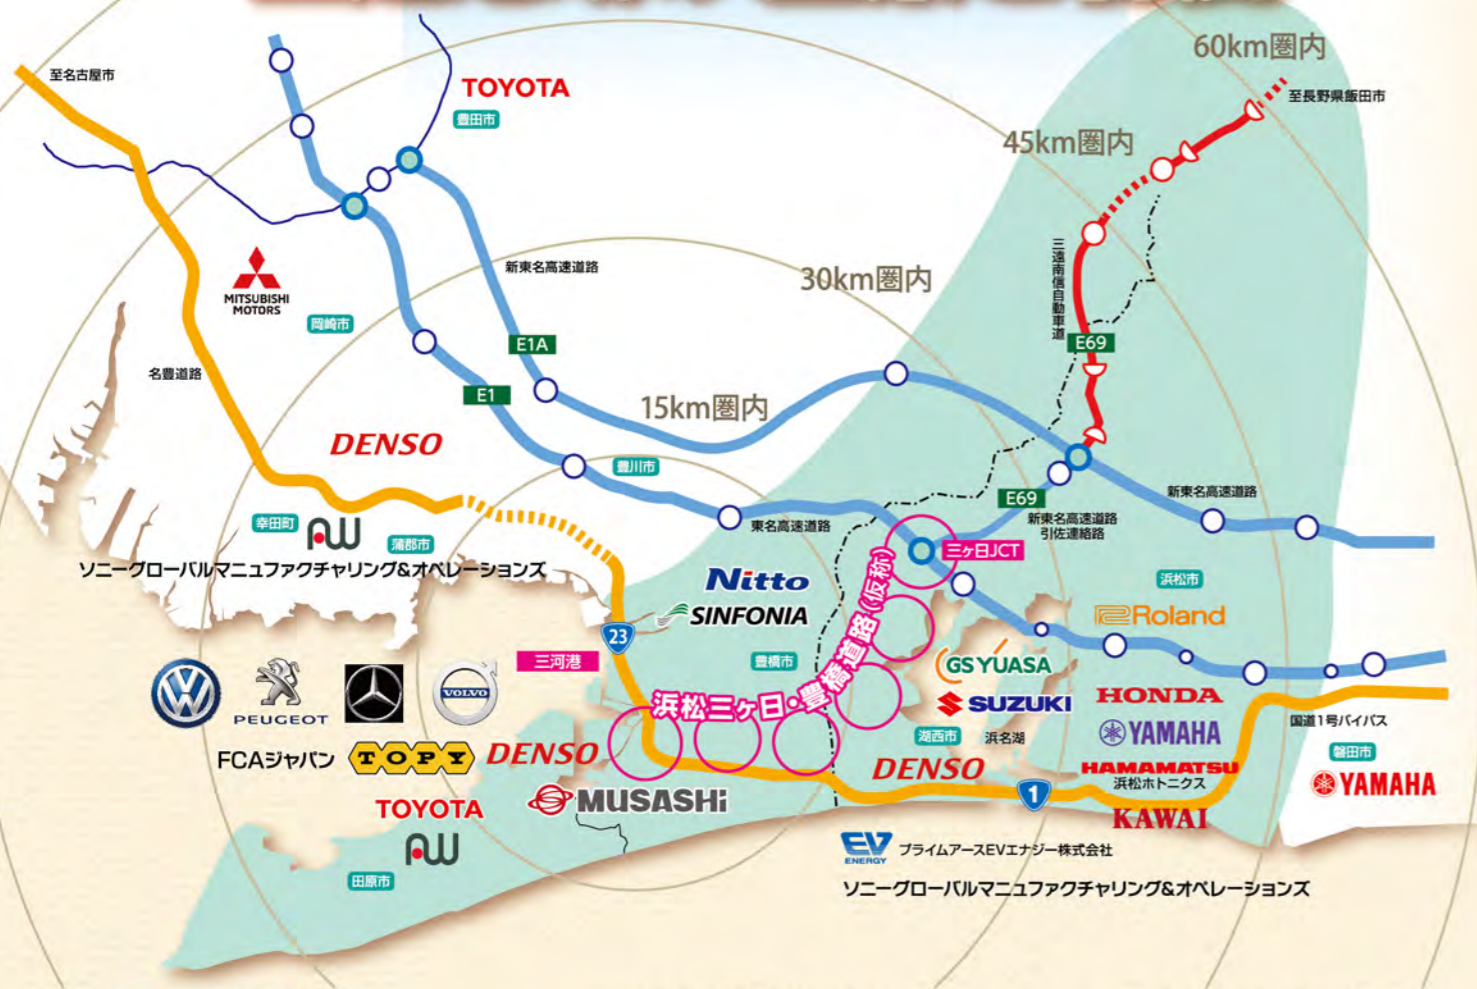 60km圏内
至名古屋市
TOYOTA
豊田市
至長野県飯田市
45km圏内
三遠南信自動車道
新東名高速道路
30km圏内
MITSUBISHI
MOTORS
岡崎市
E1A
E69
名豊道路
E1
15km圏内
DENSO
豊川市
新東名高速道路
E69
新東名高速道路
引佐連絡路
東名高速道路
幸田町
AW
蒲郡市
三ヶ日JCT
ソニーグローバルマニュファクチャリング&オペレーションズ
Nitto
浜松市
SINFONIA
Roland
23
三河港
豊橋市
GSYUASA
浜松三ヶ日・豊橋道路(仮称)
PEUGEOT
VOLVO
SUZUKI
HONDA
湖西市
浜名湖
YAMAHA
国道1号バイパス
FCAジャパン
TOPY
DENSO
DENSO
HAMAMATSU
浜松ホトニクス
磐田市
YAMAHA
TOYOTA
MUSASHi
1
KAWAI
AW
EV
ENERGY
プライムアースEVエナジー株式会社
田原市
ソニーグローバルマニュファクチャリング&オペレーションズ